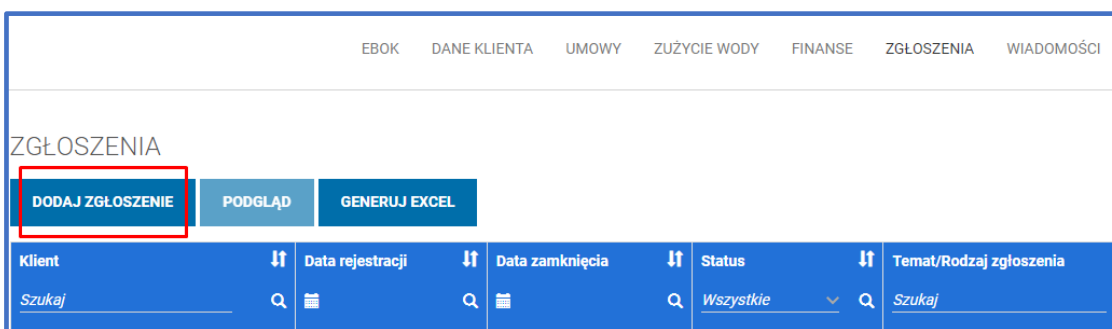 EBOK DANE KLIENTA UMOWY ZUŻYCIE WODY FINANSE ZGŁOSZENIA WIADOMOŚCI
ZGŁOSZENIA
DODAJ ZGŁOSZENIE PODGLĄD GENERUJ EXCEL
Klient Data rejestracji Data zamknięcia Status Temat/Rodzaj zgłoszenia
Szukaj Wszystkie Szukaj